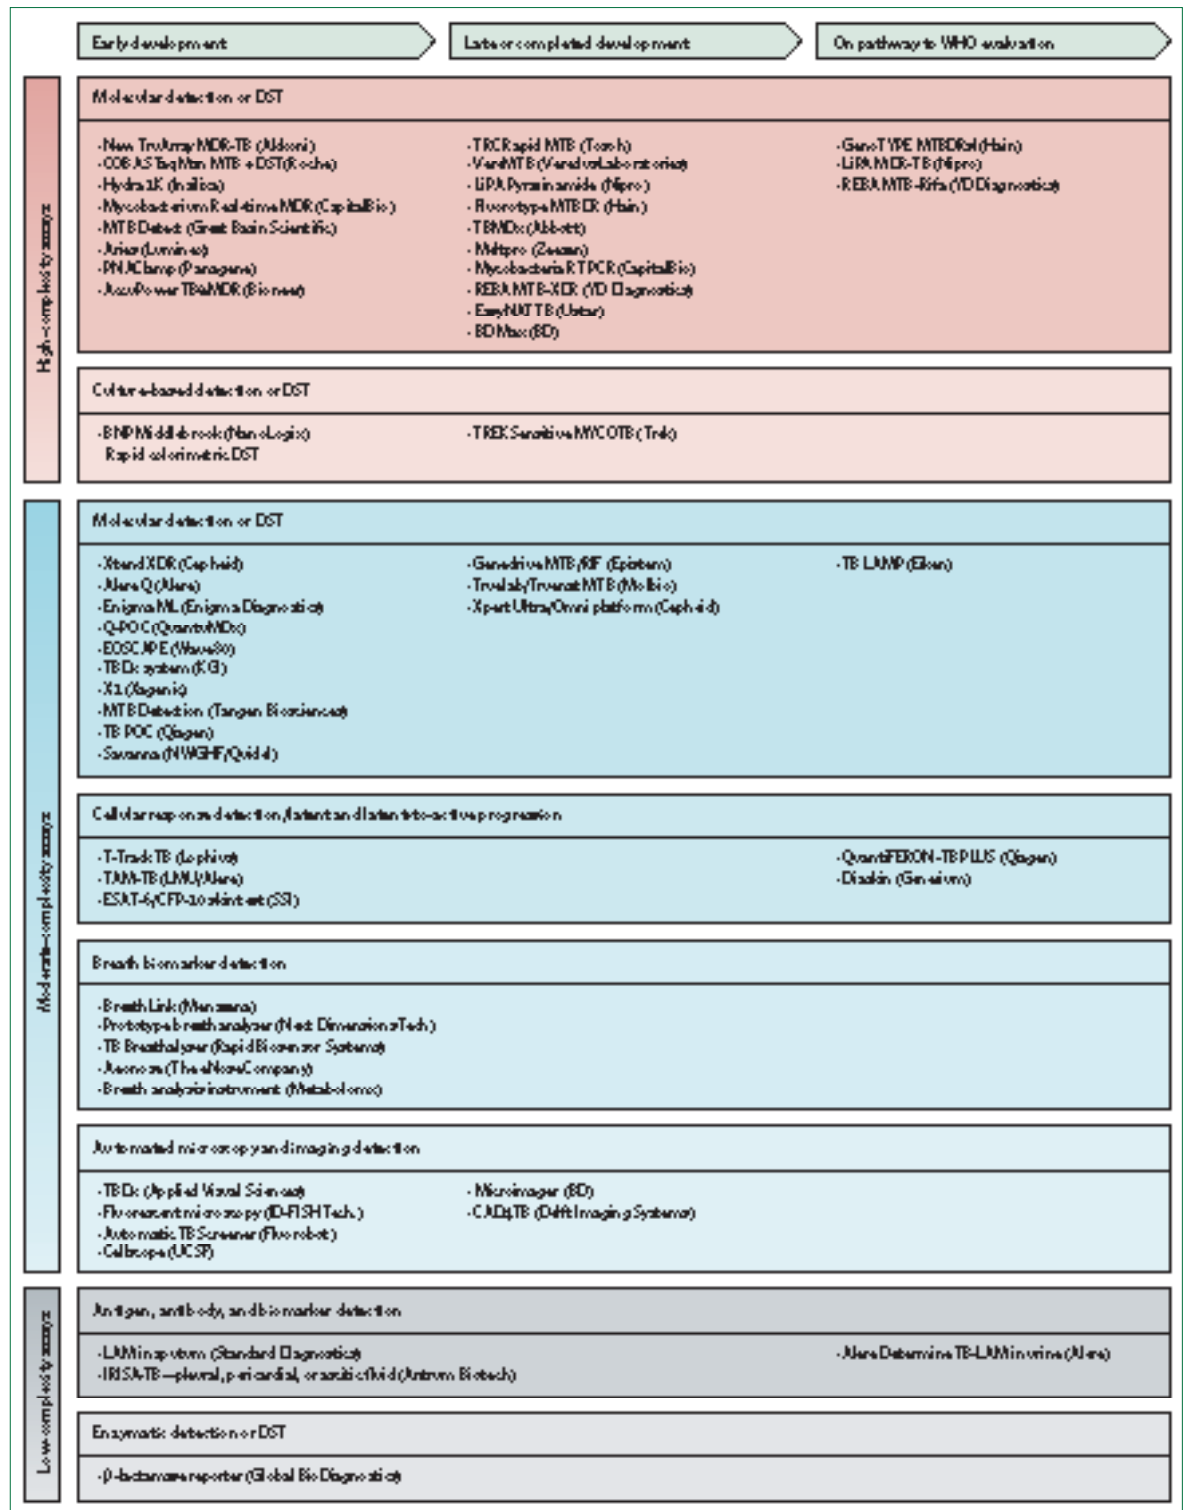 Early development
Late or completed development
On pathway to WHO evaluation
High-complexity assays
Molecular detection or DST
·New TruArray MDR-TB (Akkoni)
·COBAS TaqMan MTB + DST (Roche)
·Hydra 1K (Insilixa)
·Mycobacterium Real-time MDR (CapitalBio)
·MTB Detect (Great Basin Scientific)
·Aries (Luminex)
·PNAClamp (Panagene)
·AccuPower TB&MDR (Bioneer)
·TRCRapid MTB (Tosoh)
·VereMTB (Veredus Laboratories)
·LiPA Pyrazinamide (Nipro)
·Fluorotype MTBDR (Hain)
·TBMDx (Abbott)
·Meltpro (Zeesan)
·Mycobacteria RT PCR (CapitalBio)
·REBA MTB-XDR (YD Diagnostics)
·EasyNAT TB (Ustar)
·BD Max (BD)
·GenoTYPE MTBDRsl (Hain)
·LiPA MDR-TB (Nipro)
·REBA MTB-Rifa (YD Diagnostics)
Culture-based detection or DST
·BNP Middlebrook (NanoLogix)
Rapid colorimetric DST
·TREK Sensitive MYCOTB (Trek)
Moderate-complexity assays
Molecular detection or DST
·Xtend XDR (Cepheid)
·Alere Q (Alere)
·Enigma ML (Enigma Diagnostics)
·Q-POC (QuantuMDx)
·EOSCAPE (Wave80)
·TBDx system (KGI)
·X1 (Xagenic)
·MTB Detection (Tangen Biosciences)
·TB POC (Qiagen)
·Savanna (NWGHF/Quidel)
·Genedrive MTB/RIF (Epistem)
·Truelab/Truenat MTB (Molbio)
·Xpert Ultra/Omni platform (Cepheid)
·TB LAMP (Eiken)
Cellular response detection/latent and latent-to-active progression
·T-Track TB (Lophius)
·TAM-TB (LMU/Alere)
·ESAT-6/CFP-10 skin test (SSI)
·QuantiFERON-TB PLUS (Qiagen)
·Diaskin (Generium)
Breath biomarker detection
·BreathLink (Menssana)
·Prototype breath analyser (Next Dimensions Tech.)
·TB Breathalyser (Rapid Biosensor Systems)
·Aeonose (The eNose Company)
·Breath analysis instrument (Metabolomx)
Automated microscopy and imaging detection
·TBDx (Applied Visual Sciences)
·Fluorescent microscopy (ID-FISH Tech.)
·Automatic TB Screener (Fluorobot)
·Cellscope (UCSF)
·Microimager (BD)
·CAD4TB (Delft Imaging Systems)
Low-complexity assays
Antigen, antibody, and biomarker detection
·LAM in sputum (Standard Diagnostics)
·IRISA-TB—pleural, pericardial, or ascitic fluid (Antrum Biotech)
·Alere Determine TB-LAM in urine (Alere)
Enzymatic detection or DST
·β-lactamase reporter (Global BioDiagnostics)